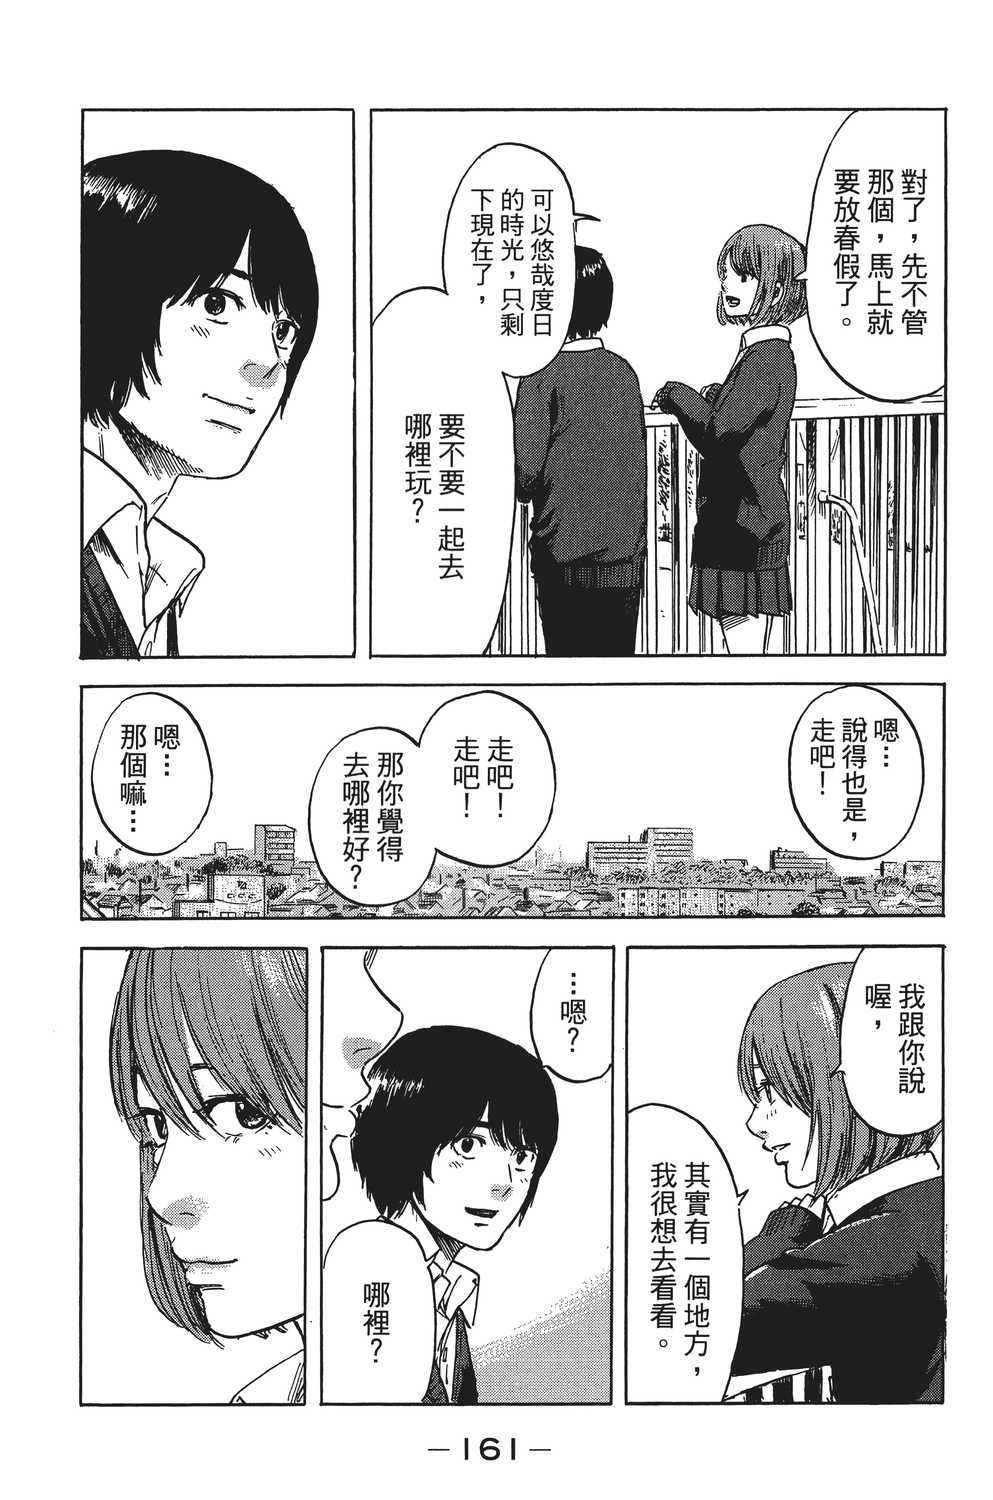 對了，先不管
那個，馬上就
要放春假了。
可以悠哉度日
的時光，只剩
下現在了，
要不要一起去
哪裡玩？
嗯…
說得也是，
走吧！
走吧！
走吧！
那你覺得
去哪裡好？
嗯…
那個嘛…
我跟你說
喔，
其實有一個地方，
我很想去看看。
…嗯？
哪裡？
— 161 —